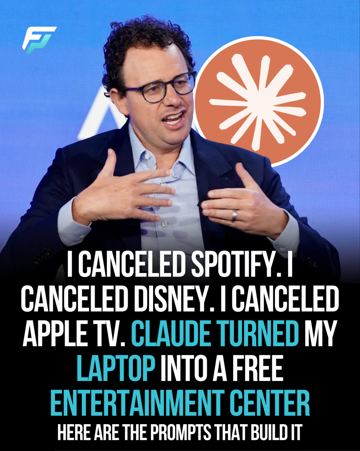 I CANCELED SPOTIFY. I
CANCELED DISNEY. I CANCELED
APPLE TV. CLAUDE TURNED MY
LAPTOP INTO A FREE
ENTERTAINMENT CENTER
HERE ARE THE PROMPTS THAT BUILD IT